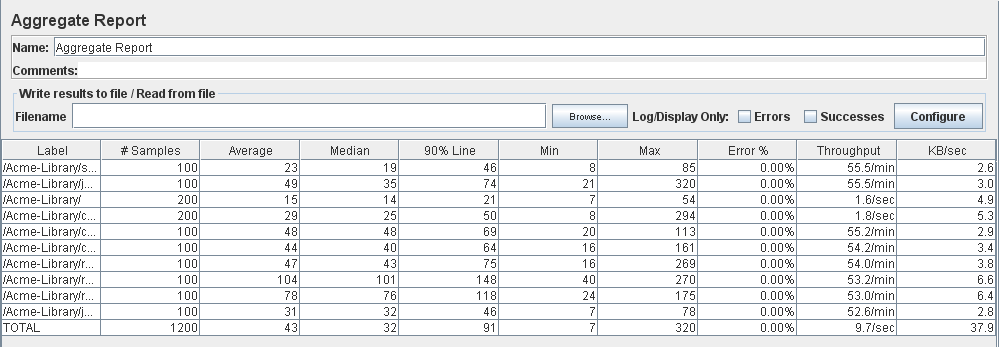 Aggregate Report
Name: Aggregate Report
Comments:
Write results to file / Read from file
Filename Browse... Log/Display Only: Errors Successes Configure
Label # Samples Average Median 90% Line Min Max Error % Throughput KB/sec
/Acme-Library/s... 100 23 19 46 8 85 0.00% 55.5/min 2.6
/Acme-Library/j... 100 49 35 74 21 320 0.00% 55.5/min 3.0
/Acme-Library/ 200 15 14 21 7 54 0.00% 1.6/sec 4.9
/Acme-Library/c... 200 29 25 50 8 294 0.00% 1.8/sec 5.3
/Acme-Library/c... 100 48 48 69 20 113 0.00% 55.2/min 2.9
/Acme-Library/c... 100 44 40 64 16 161 0.00% 54.2/min 3.4
/Acme-Library/r... 100 47 43 75 16 269 0.00% 54.0/min 3.8
/Acme-Library/r... 100 104 101 148 40 270 0.00% 53.2/min 6.6
/Acme-Library/r... 100 78 76 118 24 175 0.00% 53.0/min 6.4
/Acme-Library/j... 100 31 32 46 7 108 0.00% 52.6/min 2.8
TOTAL 1200 43 32 91 7 320 0.00% 9.7/sec 37.9